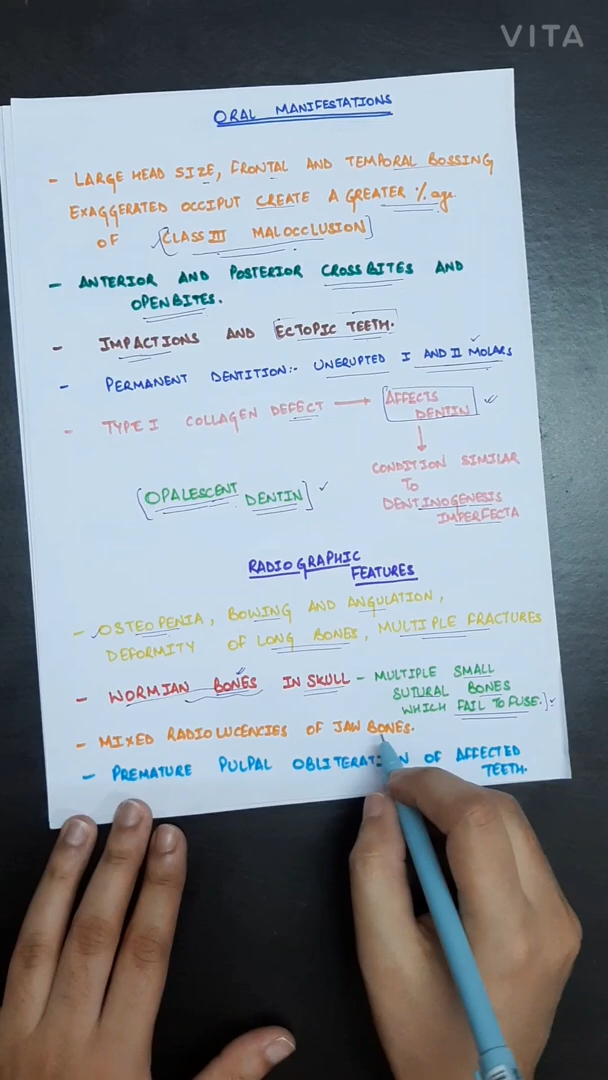 VITA
ORAL MANIFESTATIONS
- LARGE HEAD SIZE, FRONTAL AND TEMPORAL BOSSING
EXAGGERATED OCCIPUT CREATE A GREATER %age
OF [CLASS III MALOCCLUSION]
- ANTERIOR AND POSTERIOR CROSSBITES AND
OPENBITES.
- IMPACTIONS AND ECTOPIC TEETH.
- PERMANENT DENTITION:- UNERUPTED I AND II MOLARS
- TYPE I COLLAGEN DEFECT → AFFECTS
DENTIN
CONDITION SIMILAR
TO
DENTINOGENESIS
IMPERFECTA
[OPALESCENT DENTIN]
RADIOGRAPHIC
FEATURES
- OSTEOPENIA, BOWING AND ANGULATION,
DEFORMITY OF LONG BONES, MULTIPLE FRACTURES
- WORMIAN BONES IN SKULL - MULTIPLE SMALL
SUTURAL BONES
WHICH FAIL TO FUSE.]
- MIXED RADIOLUCENCIES OF JAW BONES.
- PREMATURE PULPAL OBLITERATION OF AFFECTED
TEETH.